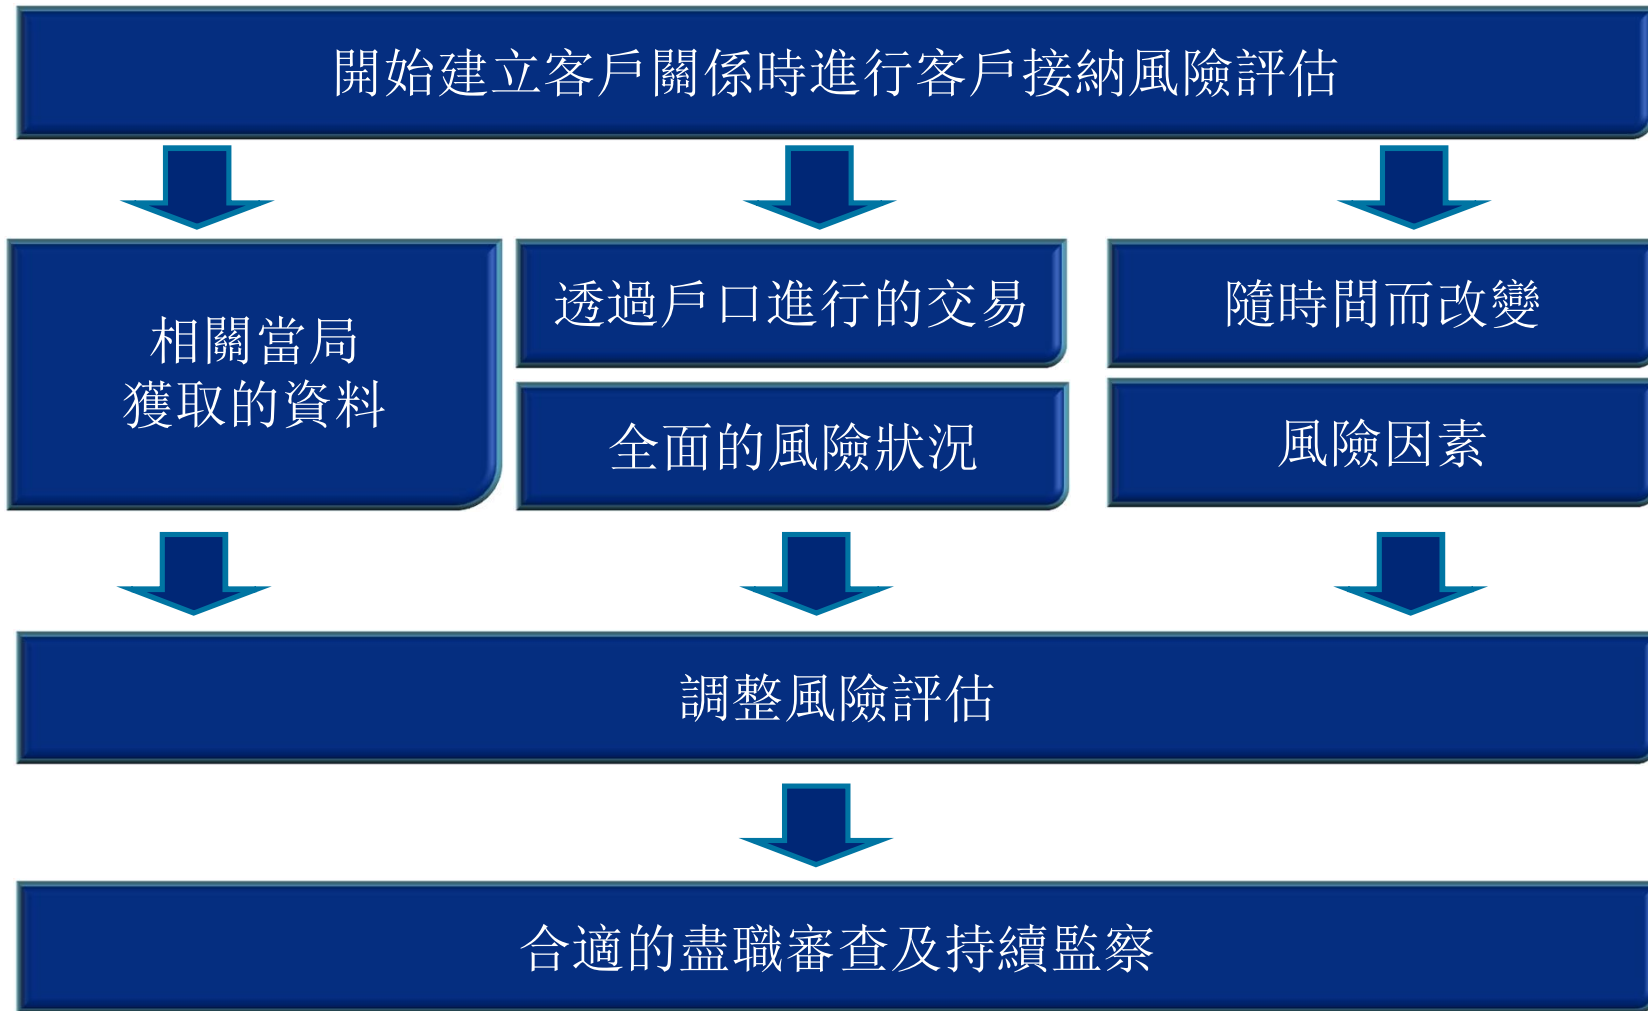 開始建立客戶關係時進行客戶接納風險評估
相關當局
獲取的資料
透過戶口進行的交易
全面的風險狀況
隨時間而改變
風險因素
調整風險評估
合適的盡職審查及持續監察